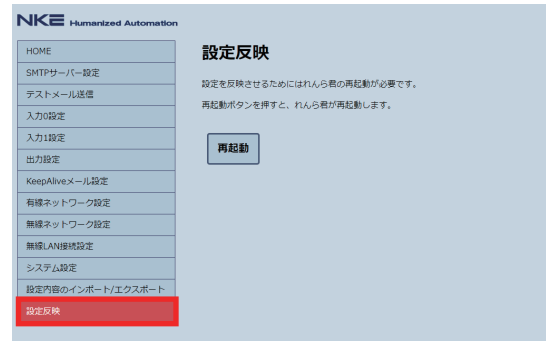 NKE Humanized Automation
HOME
SMTPサーバー設定
テストメール送信
入力0設定
入力1設定
出力設定
KeepAliveメール設定
有線ネットワーク設定
無線ネットワーク設定
無線LAN接続設定
システム設定
設定内容のインポート/エクスポート
設定反映
設定反映
設定を反映させるためにはれんら君の再起動が必要です。
再起動ボタンを押すと、れんら君が再起動します。
再起動